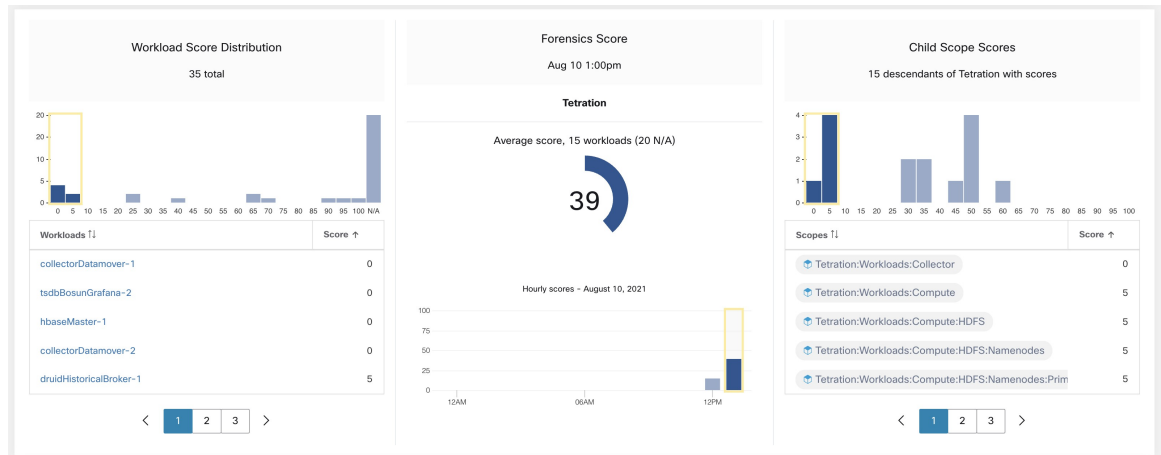 Workload Score Distribution
35 total
20
20
10
5
0
0 5 10 15 20 25 30 35 40 45 50 55 60 65 70 75 80 85 90 95 100 N/A
Workloads Score
collectorDatamover-1 0
tsdbBosunGrafana-2 0
hbaseMaster-1 0
collectorDatamover-2 0
druidHistoricalBroker-1 5
1 2 3
Forensics Score
Aug 10 1:00pm
Tetration
Average score, 15 workloads (20 N/A)
39
Hourly scores - August 10, 2021
100
75
50
25
0
12AM 06AM 12PM
Child Scope Scores
15 descendants of Tetration with scores
4
3
2
1
0
0 5 10 15 20 25 30 35 40 45 50 55 60 65 70 75 80 85 90 95 100
Scopes Score
Tetration:Workloads:Collector 0
Tetration:Workloads:Compute 5
Tetration:Workloads:Compute:HDFS 5
Tetration:Workloads:Compute:HDFS:Namenodes 5
Tetration:Workloads:Compute:HDFS:Namenodes:Prim 5
1 2 3